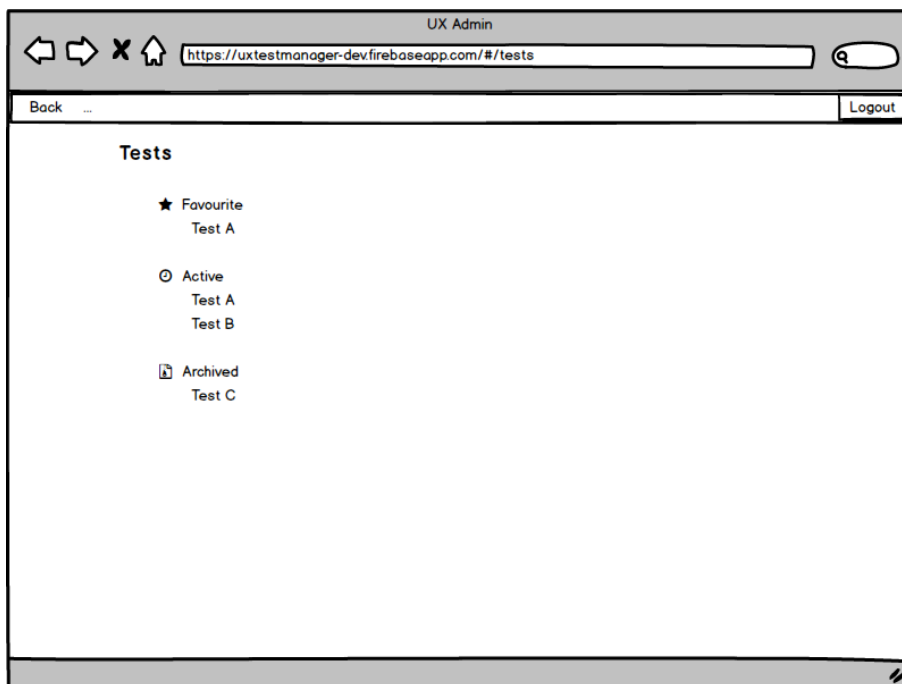 UX Admin
https://uxtestmanager-dev.firebaseapp.com/#/tests
Back ... Logout
Tests
Favourite
Test A
Active
Test A
Test B
Archived
Test C